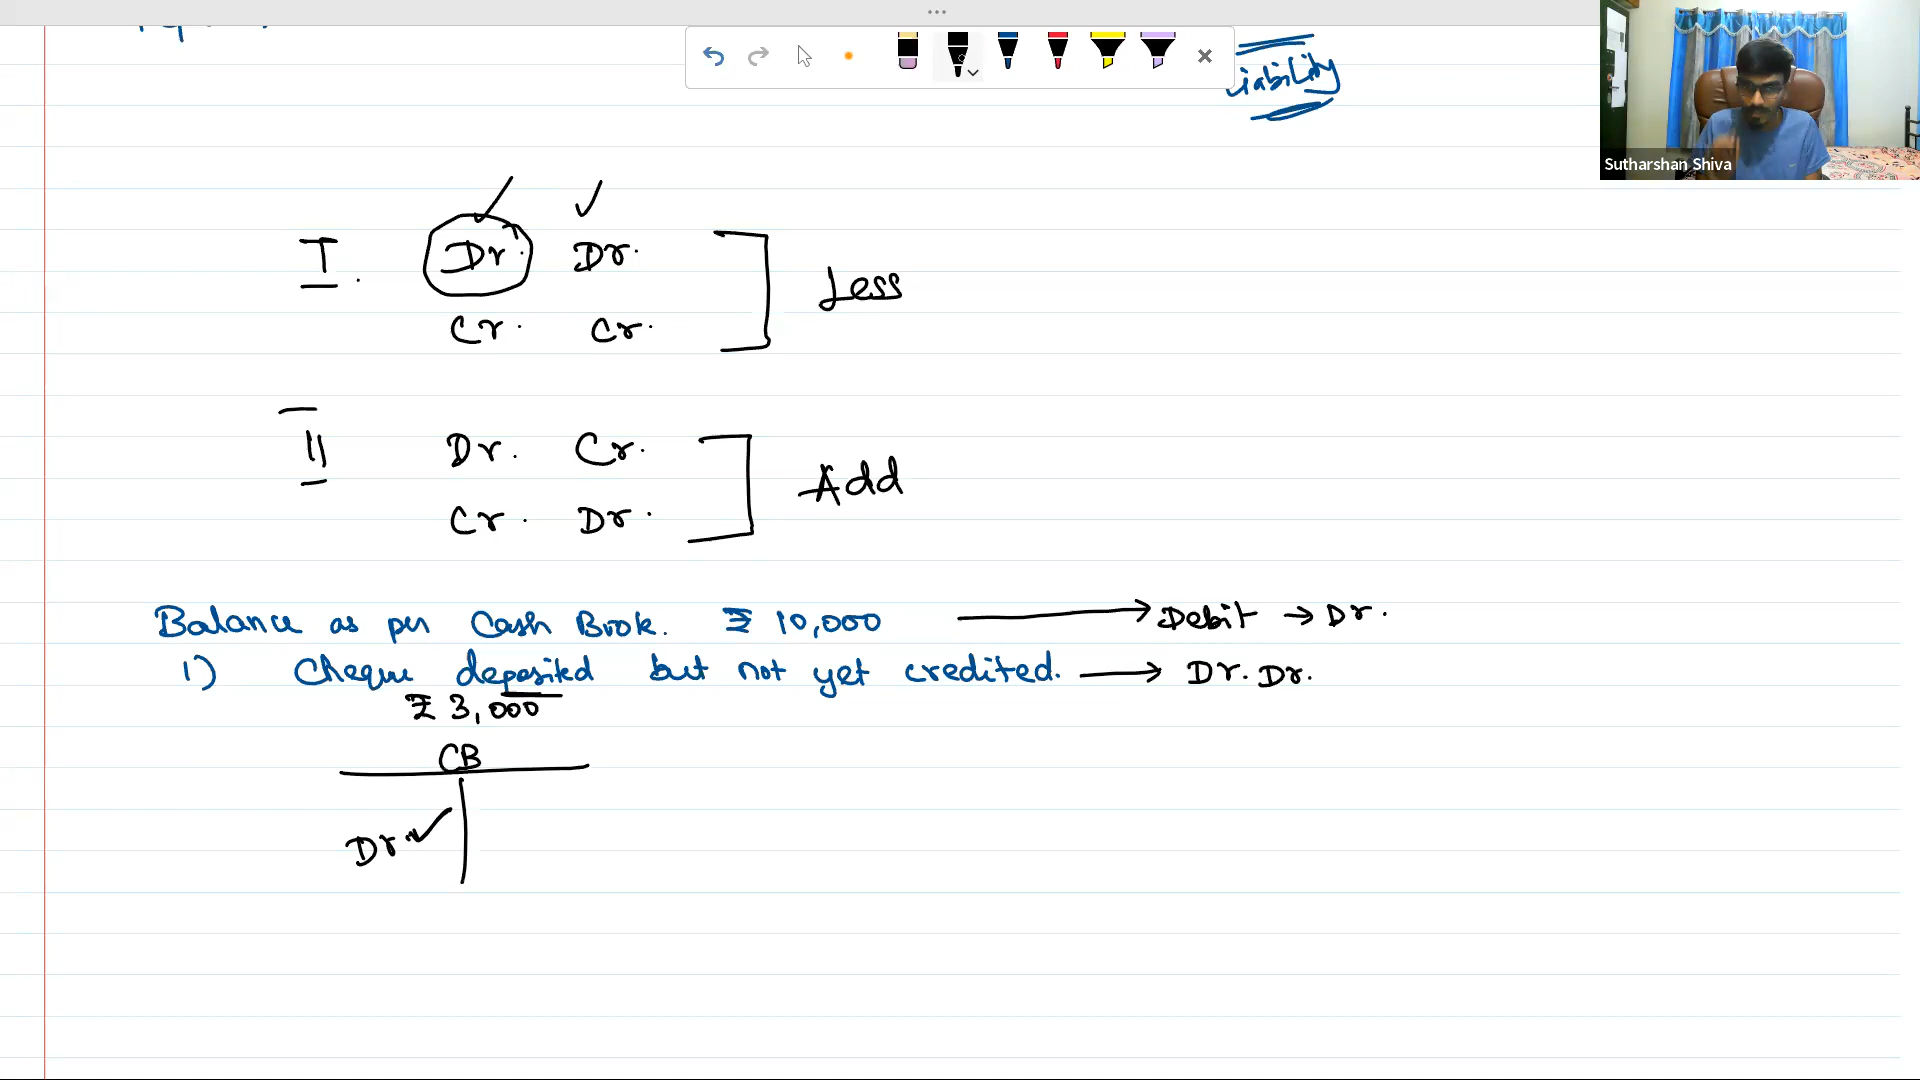 iability
Sutharshan Shiva
I. Dr. Dr.
Cr. Cr.
Less
II Dr. Cr.
Cr. Dr.
Add
Balance as per Cash Book. ₹ 10,000 → Debit → Dr.
1) Cheque deposited but not yet credited. → Dr. Dr.
₹ 3,000
CB
Dr.